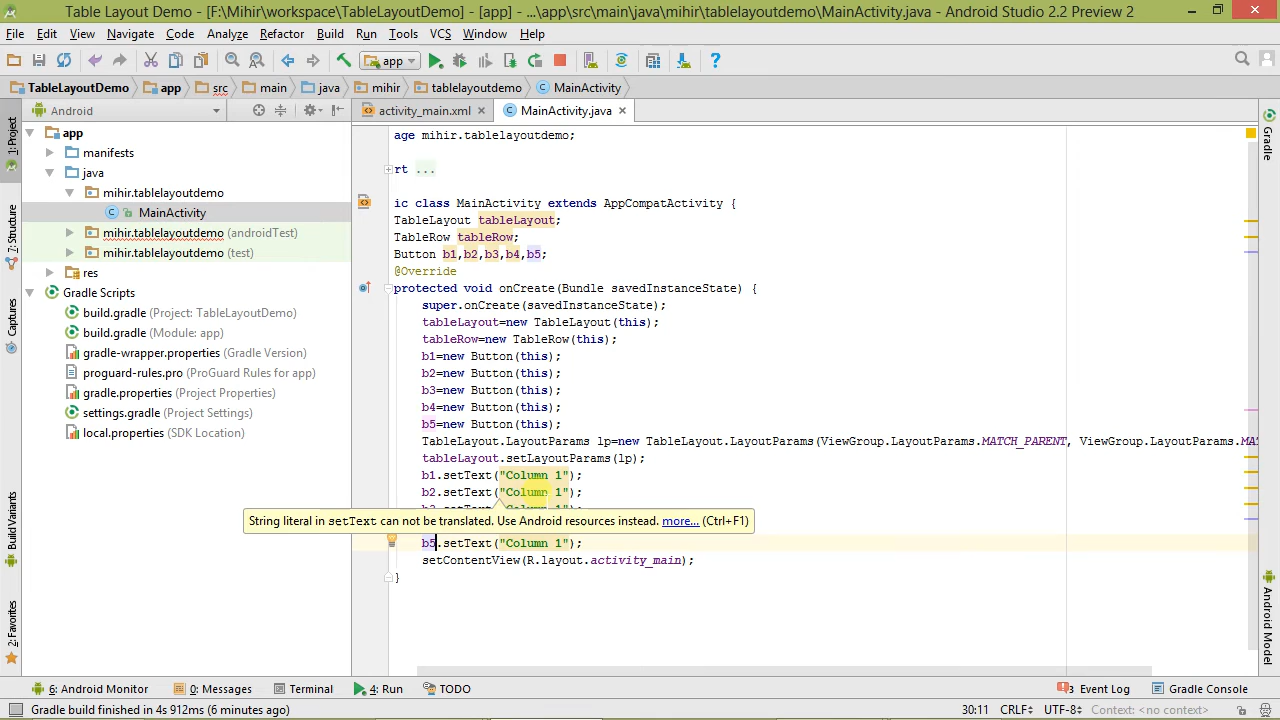 Table Layout Demo - [F:\Mihir\workspace\TableLayoutDemo] - [app] - ...\app\src\main\java\mihir\tablelayoutdemo\MainActivity.java - Android Studio 2.2 Preview 2
File Edit View Navigate Code Analyze Refactor Build Run Tools VCS Window Help
app
TableLayoutDemo app src main java mihir tablelayoutdemo MainActivity
Android
activity_main.xml MainActivity.java
1: Project
7: Structure
Captures
Build Variants
2: Favorites
app
manifests
java
mihir.tablelayoutdemo
MainActivity
mihir.tablelayoutdemo (androidTest)
mihir.tablelayoutdemo (test)
res
Gradle Scripts
build.gradle (Project: TableLayoutDemo)
build.gradle (Module: app)
gradle-wrapper.properties (Gradle Version)
proguard-rules.pro (ProGuard Rules for app)
gradle.properties (Project Properties)
settings.gradle (Project Settings)
local.properties (SDK Location)
age mihir.tablelayoutdemo;
rt ...
ic class MainActivity extends AppCompatActivity {
TableLayout tableLayout;
TableRow tableRow;
Button b1,b2,b3,b4,b5;
@Override
protected void onCreate(Bundle savedInstanceState) {
super.onCreate(savedInstanceState);
tableLayout=new TableLayout(this);
tableRow=new TableRow(this);
b1=new Button(this);
b2=new Button(this);
b3=new Button(this);
b4=new Button(this);
b5=new Button(this);
TableLayout.LayoutParams lp=new TableLayout.LayoutParams(ViewGroup.LayoutParams.MATCH_PARENT, ViewGroup.LayoutParams.MA
tableLayout.setLayoutParams(lp);
b1.setText("Column 1");
b2.setText("Column 1");
String literal in setText can not be translated. Use Android resources instead. more... (Ctrl+F1)
b5.setText("Column 1");
setContentView(R.layout.activity_main);
}
Gradle
Android Model
6: Android Monitor 0: Messages Terminal 4: Run TODO 3 Event Log Gradle Console
Gradle build finished in 4s 912ms (6 minutes ago) 30:11 CRLF UTF-8 Context: <no context>